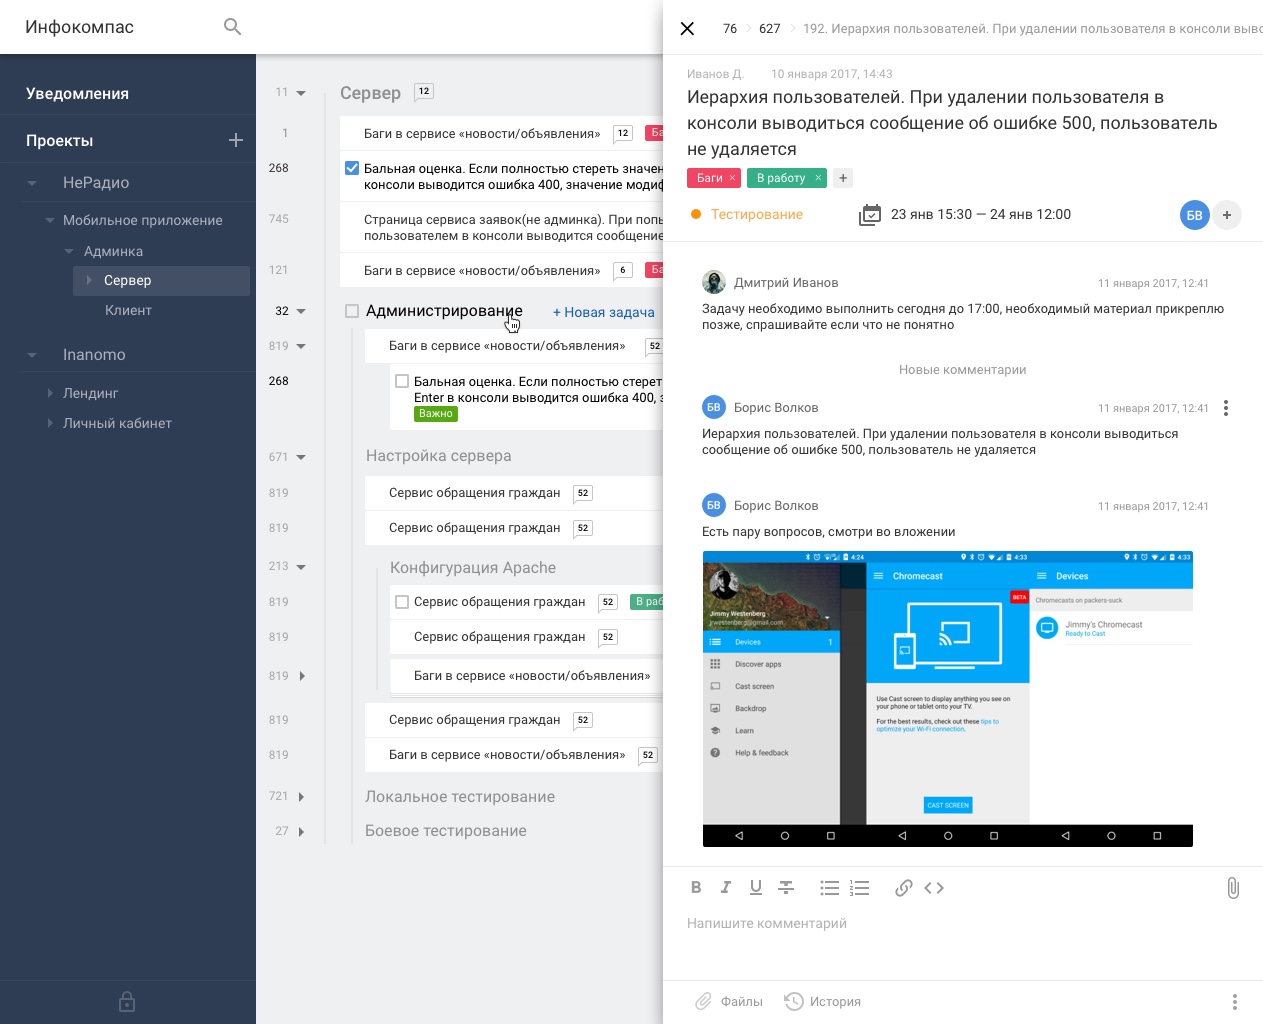 Инфокомпас
Уведомления
Проекты
НеРадио
Мобильное приложение
Админка
Сервер
Клиент
Inanomo
Лендинг
Личный кабинет
11 Сервер 12
1 Баги в сервисе «новости/объявления» 12 Ба
268 Бальная оценка. Если полностью стереть значен
консоли выводится ошибка 400, значение модиф
745 Страница сервиса заявок(не админка). При попы
пользователем в консоли выводится сообщение
121 Баги в сервисе «новости/объявления» 6 Ба
32 Администрирование + Новая задача
819 Баги в сервисе «новости/объявления» 52
268 Бальная оценка. Если полностью стерет
Enter в консоли выводится ошибка 400, з
Важно
671 Настройка сервера
819 Сервис обращения граждан 52
819 Сервис обращения граждан 52
213 Конфигурация Apache
819 Сервис обращения граждан 52 В раб
819 Сервис обращения граждан 52
819 Баги в сервисе «новости/объявления»
819 Сервис обращения граждан 52
819 Баги в сервисе «новости/объявления» 52
721 Локальное тестирование
27 Боевое тестирование
76 627 192. Иерархия пользователей. При удалении пользователя в консоли выво
Иванов Д. 10 января 2017, 14:43
Иерархия пользователей. При удалении пользователя в
консоли выводиться сообщение об ошибке 500, пользователь
не удаляется
Баги × В работу × +
Тестирование 23 янв 15:30 — 24 янв 12:00 БВ +
Дмитрий Иванов 11 января 2017, 12:41
Задачу необходимо выполнить сегодня до 17:00, необходимый материал прикреплю
позже, спрашивайте если что не понятно
Новые комментарии
БВ Борис Волков 11 января 2017, 12:41
Иерархия пользователей. При удалении пользователя в консоли выводиться
сообщение об ошибке 500, пользователь не удаляется
БВ Борис Волков 11 января 2017, 12:41
Есть пару вопросов, смотри во вложении
4:24 4:33 4:33
Chromecast Devices
BETA
Jimmy Westenberg
jrwestenberg@gmail.com
Devices 1
Discover apps
Cast screen
Backdrop
Learn
Help & feedback
Use Cast screen to display anything you see on
your phone or tablet onto your TV.
For the best results, check out these tips to
optimize your Wi-Fi connection.
CAST SCREEN
Chromecasts on packers-suck
Jimmy's Chromecast
Ready to Cast
B I U
Напишите комментарий
Файлы История